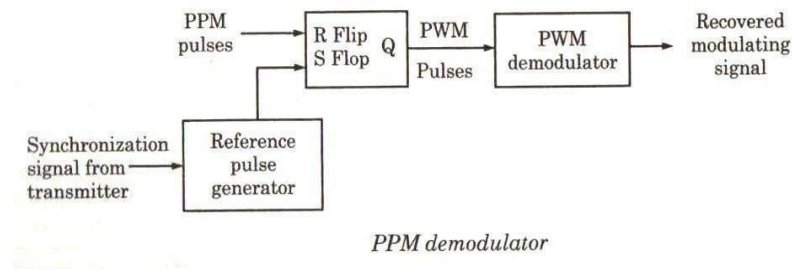 PPM
pulses
R Flip
S Flop
Q
PWM
Pulses
PWM
demodulator
Recovered
modulating
signal
Synchronization
signal from
transmitter
Reference
pulse
generator
PPM demodulator